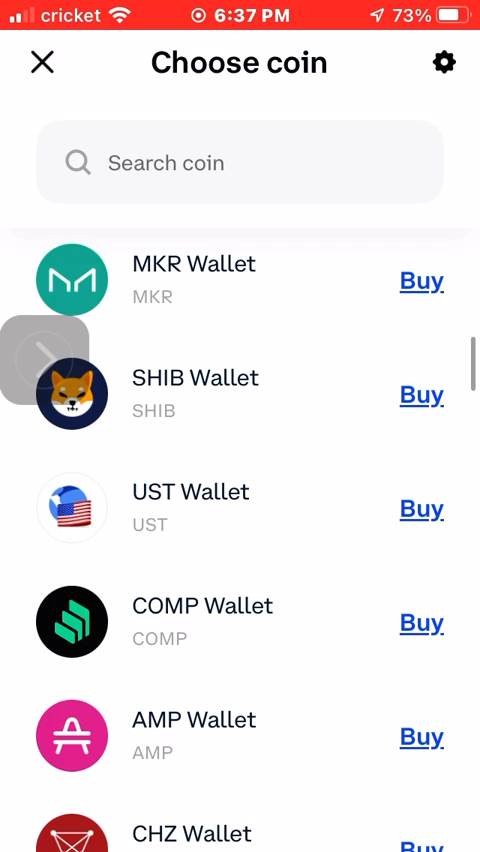 cricket 6:37 PM 73%
Choose coin
Search coin
MKR Wallet
MKR
Buy
SHIB Wallet
SHIB
Buy
UST Wallet
UST
Buy
COMP Wallet
COMP
Buy
AMP Wallet
AMP
Buy
CHZ Wallet
Buy